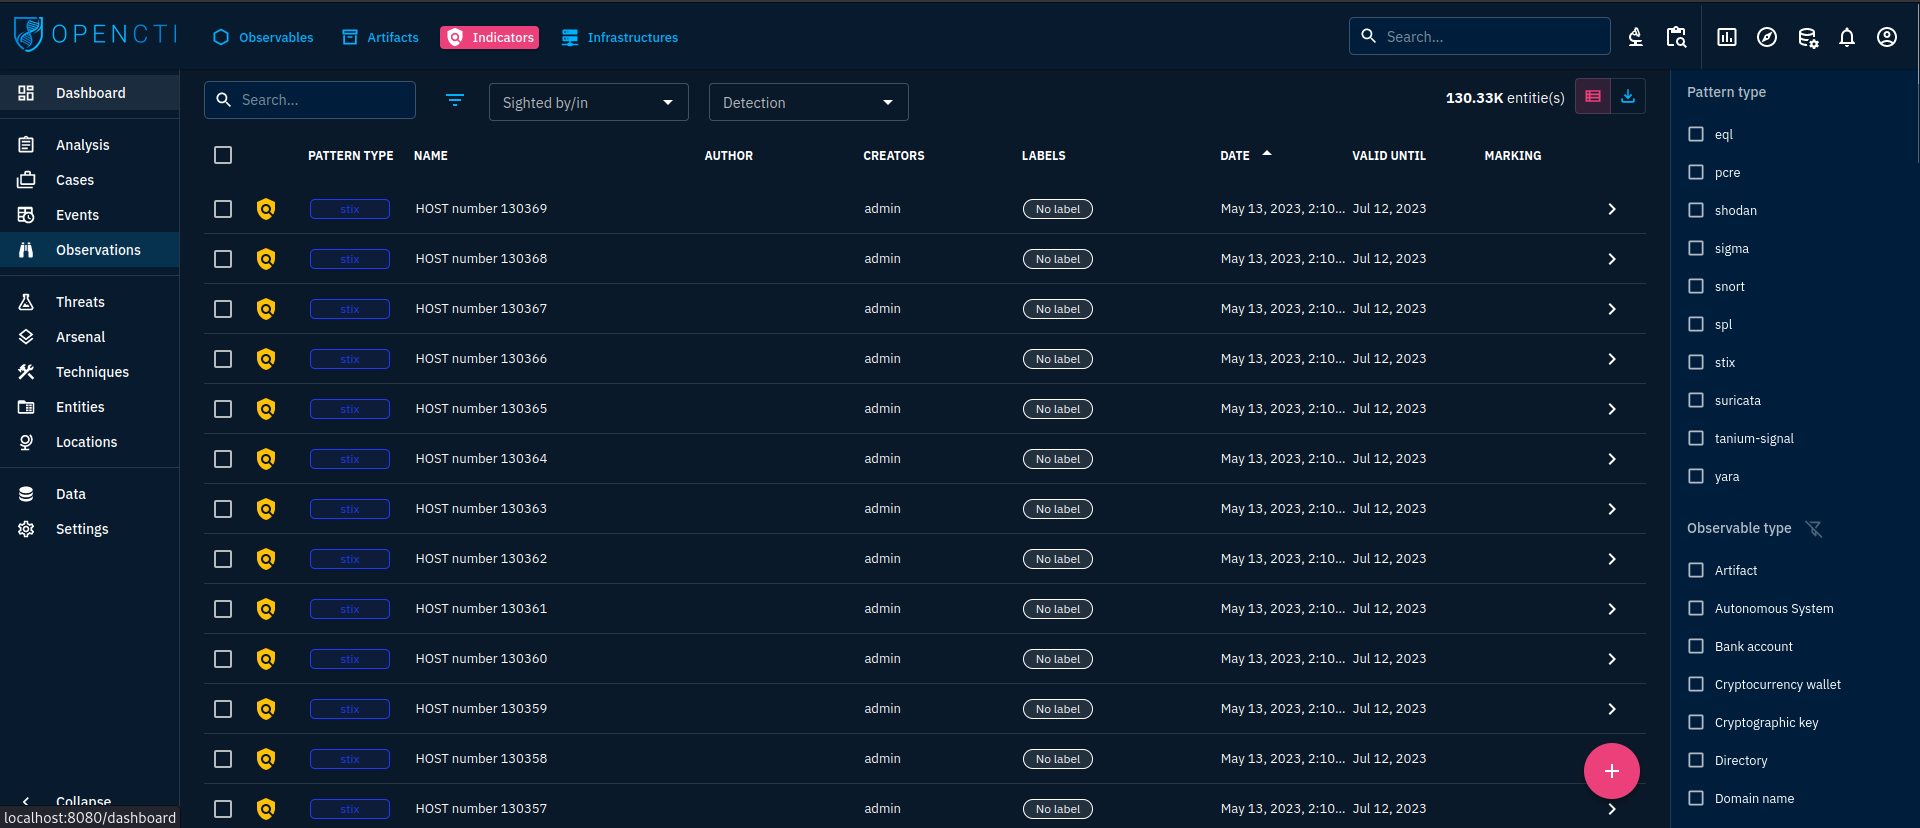 OPENCTI
Observables
Artifacts
Indicators
Infrastructures
Search...
Dashboard
Analysis
Cases
Events
Observations
Threats
Arsenal
Techniques
Entities
Locations
Data
Settings
Collapse
localhost:8080/dashboard
Search...
Sighted by/in
Detection
130.33K entitie(s)
PATTERN TYPE NAME AUTHOR CREATORS LABELS DATE VALID UNTIL MARKING
stix HOST number 130369 admin No label May 13, 2023, 2:10... Jul 12, 2023
stix HOST number 130368 admin No label May 13, 2023, 2:10... Jul 12, 2023
stix HOST number 130367 admin No label May 13, 2023, 2:10... Jul 12, 2023
stix HOST number 130366 admin No label May 13, 2023, 2:10... Jul 12, 2023
stix HOST number 130365 admin No label May 13, 2023, 2:10... Jul 12, 2023
stix HOST number 130364 admin No label May 13, 2023, 2:10... Jul 12, 2023
stix HOST number 130363 admin No label May 13, 2023, 2:10... Jul 12, 2023
stix HOST number 130362 admin No label May 13, 2023, 2:10... Jul 12, 2023
stix HOST number 130361 admin No label May 13, 2023, 2:10... Jul 12, 2023
stix HOST number 130360 admin No label May 13, 2023, 2:10... Jul 12, 2023
stix HOST number 130359 admin No label May 13, 2023, 2:10... Jul 12, 2023
stix HOST number 130358 admin No label May 13, 2023, 2:10... Jul 12, 2023
stix HOST number 130357 admin No label May 13, 2023, 2:10... Jul 12, 2023
Pattern type
eql
pcre
shodan
sigma
snort
spl
stix
suricata
tanium-signal
yara
Observable type
Artifact
Autonomous System
Bank account
Cryptocurrency wallet
Cryptographic key
Directory
Domain name